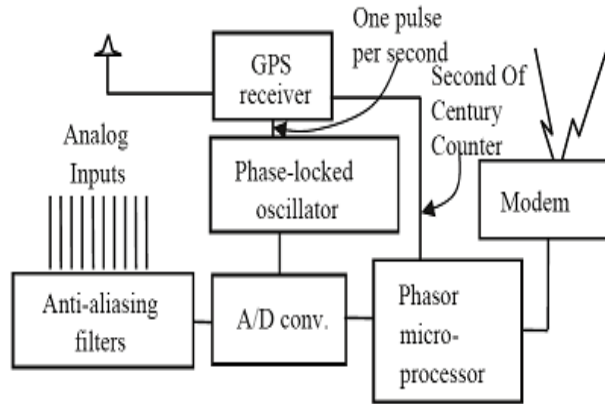 One pulse
per second
GPS
receiver
Second Of
Century
Counter
Analog
Inputs
Phase-locked
oscillator
Modem
Anti-aliasing
filters
A/D conv.
Phasor
micro-
processor